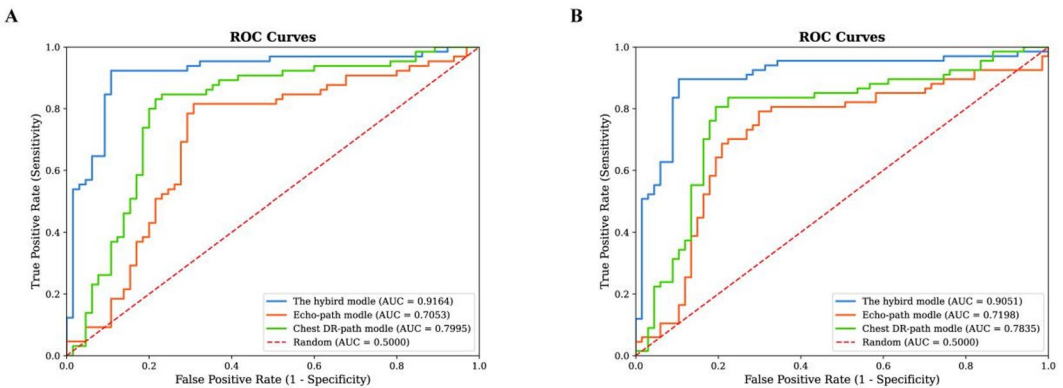 A
ROC Curves
True Positive Rate (Sensitivity)
1.0
0.8
0.6
0.4
0.2
0.0
The hybird modle (AUC = 0.9164)
Echo-path modle (AUC = 0.7053)
Chest DR-path modle (AUC = 0.7995)
Random (AUC = 0.5000)
0.0 0.2 0.4 0.6 0.8 1.0
False Positive Rate (1 - Specificity)
B
ROC Curves
True Positive Rate (Sensitivity)
1.0
0.8
0.6
0.4
0.2
0.0
The hybird modle (AUC = 0.9051)
Echo-path modle (AUC = 0.7198)
Chest DR-path modle (AUC = 0.7835)
Random (AUC = 0.5000)
0.0 0.2 0.4 0.6 0.8 1.0
False Positive Rate (1 - Specificity)